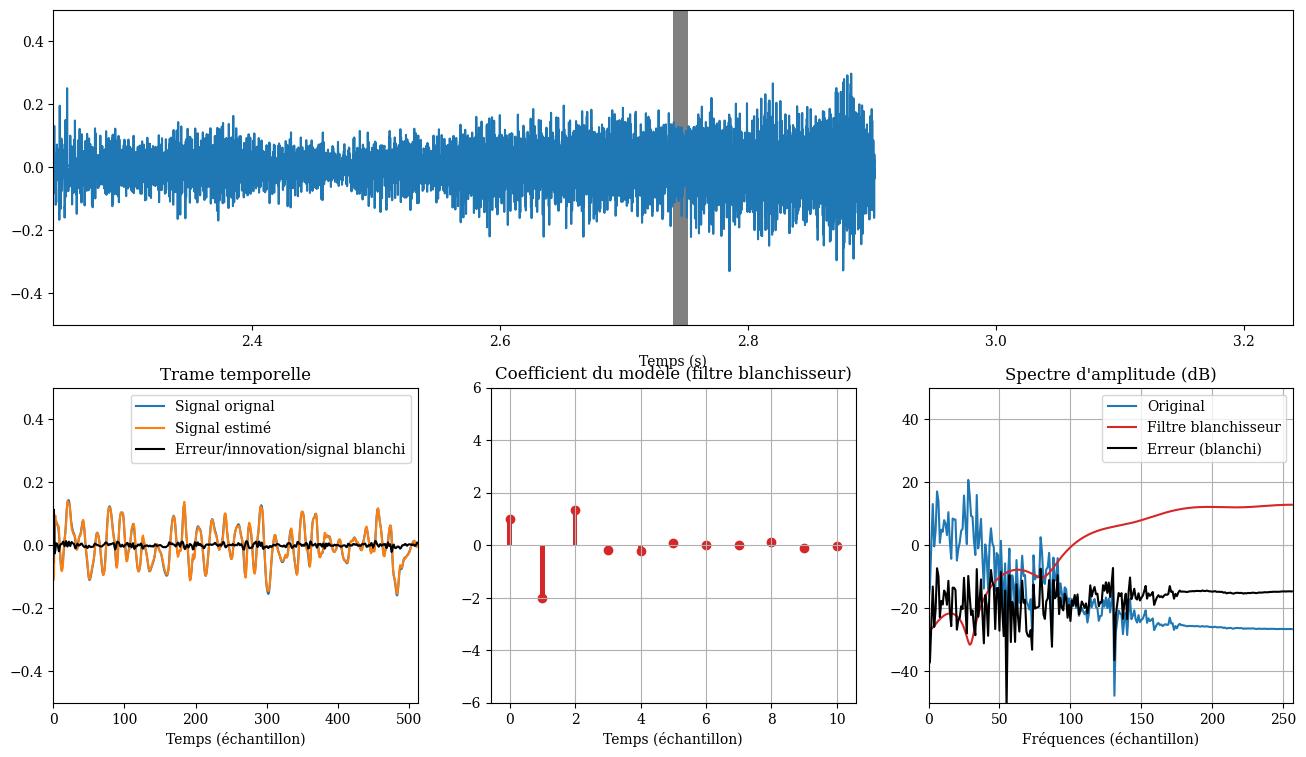 0.4
0.2
0.0
−0.2
−0.4
2.4 2.6 2.8 3.0 3.2
Temps (s)
Trame temporelle
Signal orignal
Signal estimé
Erreur/innovation/signal blanchi
0.4
0.2
0.0
−0.2
−0.4
0 100 200 300 400 500
Temps (échantillon)
Coefficient du modèle (filtre blanchisseur)
6
4
2
0
−2
−4
−6
0 2 4 6 8 10
Temps (échantillon)
Spectre d'amplitude (dB)
Original
Filtre blanchisseur
Erreur (blanchi)
40
20
0
−20
−40
0 50 100 150 200 250
Fréquences (échantillon)